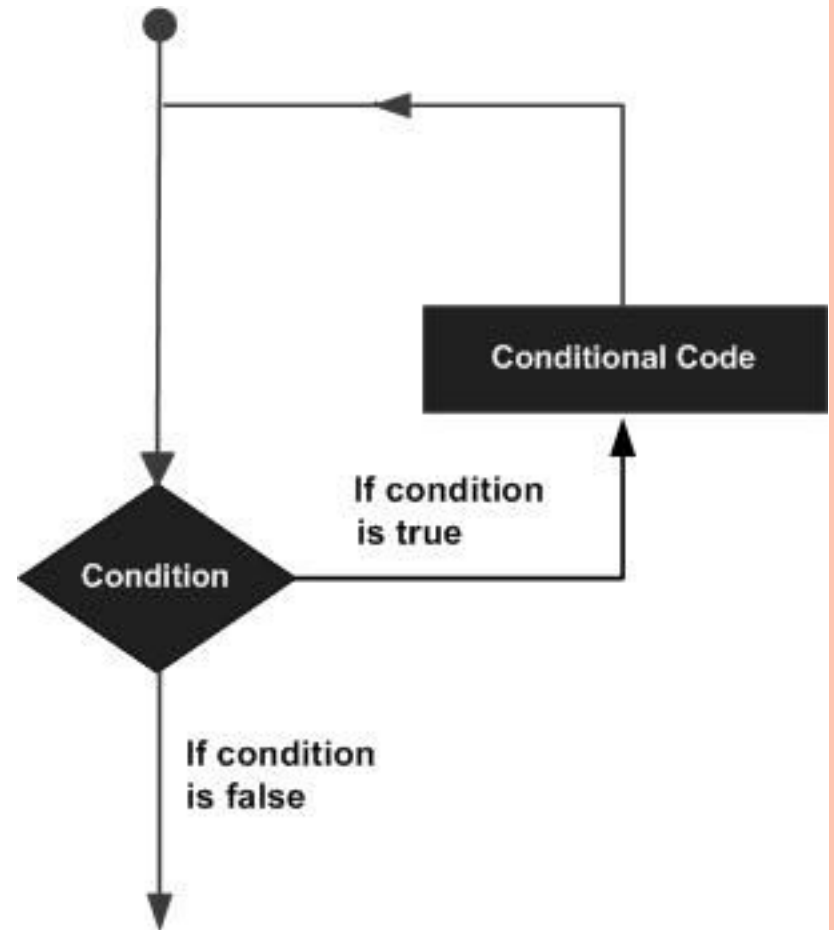 Conditional Code
If condition
is true
Condition
If condition
is false